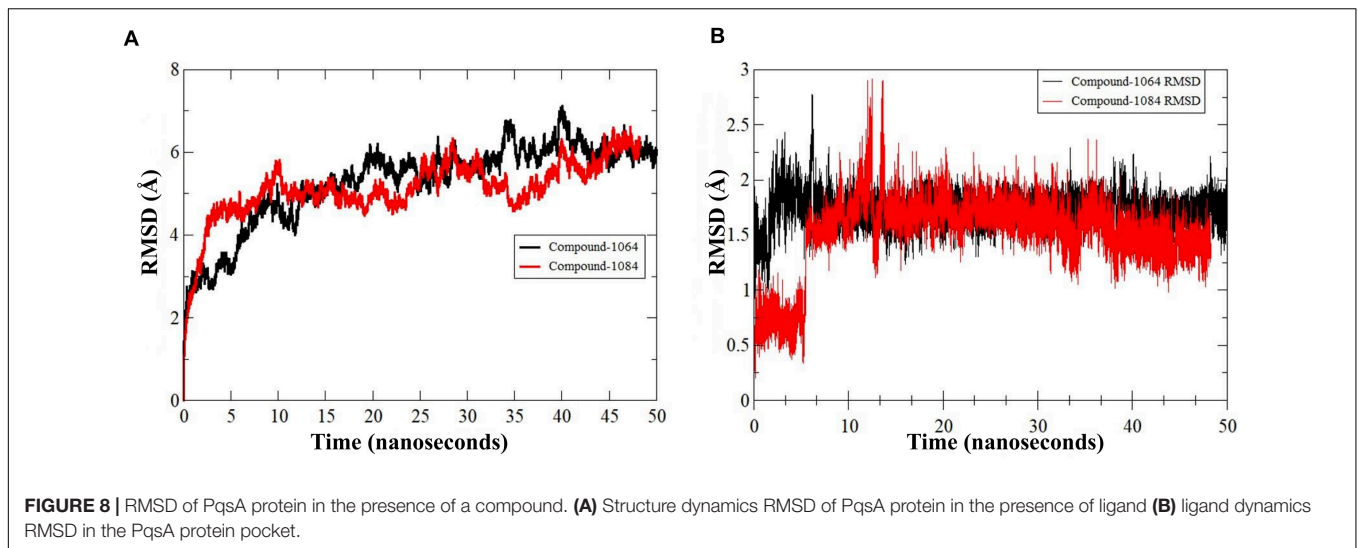 A
RMSD (Å)
8
6
4
2
0
Compound-1064
Compound-1084
0 5 10 15 20 25 30 35 40 45 50
Time (nanoseconds)
B
RMSD (Å)
3
2.5
2
1.5
1
0.5
0
Compound-1064 RMSD
Compound-1084 RMSD
0 10 20 30 40 50
Time (nanoseconds)
FIGURE 8 | RMSD of PqsA protein in the presence of a compound. (A) Structure dynamics RMSD of PqsA protein in the presence of ligand (B) ligand dynamics
RMSD in the PqsA protein pocket.